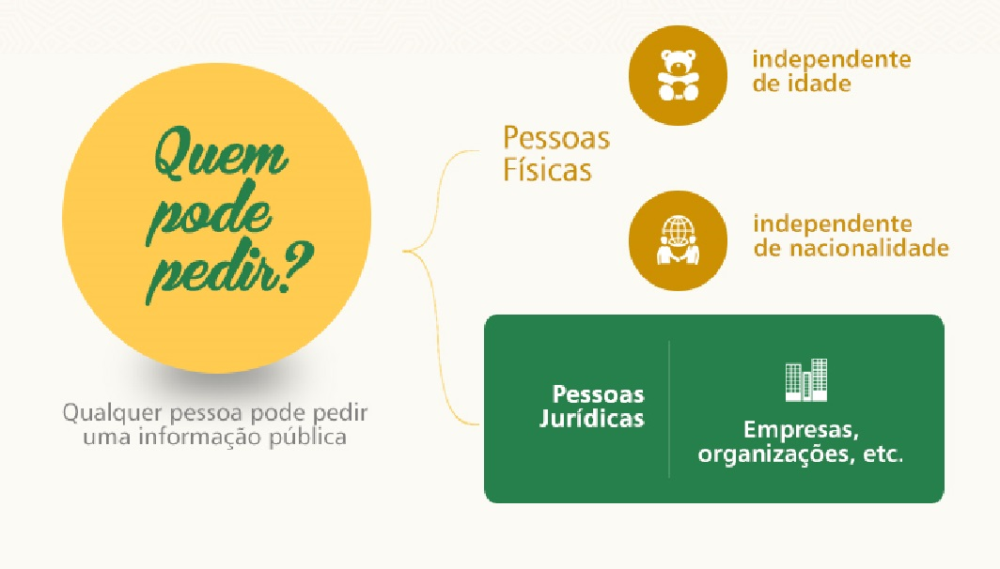 Quem
pode
pedir?
Qualquer pessoa pode pedir
uma informação pública
Pessoas
Físicas
independente
de idade
independente
de nacionalidade
Pessoas
Jurídicas
Empresas,
organizações, etc.